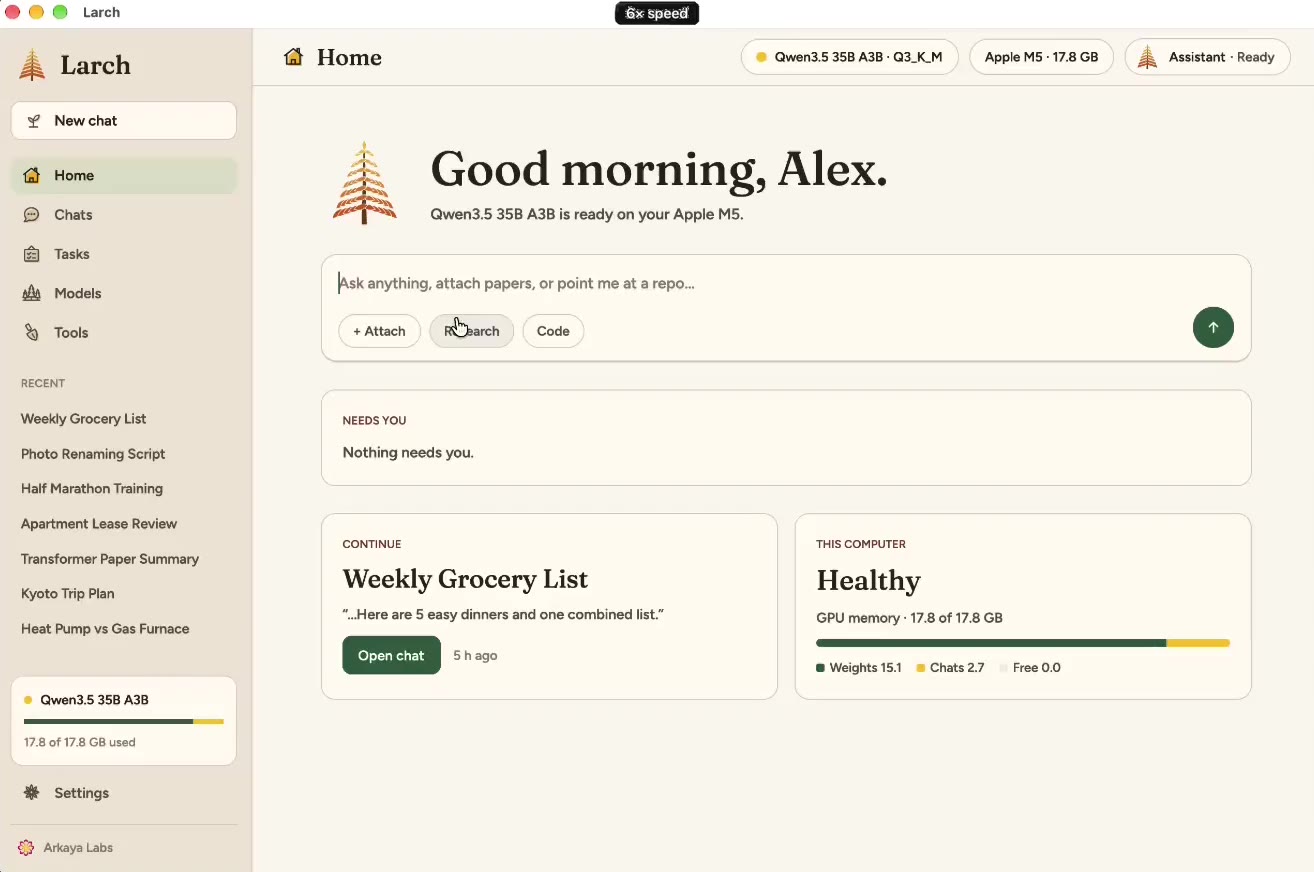 Larch
6× speed
Larch
New chat
Home
Chats
Tasks
Models
Tools
RECENT
Weekly Grocery List
Photo Renaming Script
Half Marathon Training
Apartment Lease Review
Transformer Paper Summary
Kyoto Trip Plan
Heat Pump vs Gas Furnace
Qwen3.5 35B A3B
17.8 of 17.8 GB used
Settings
Arkaya Labs
Home
Qwen3.5 35B A3B · Q3_K_M
Apple M5 · 17.8 GB
Assistant · Ready
Good morning, Alex.
Qwen3.5 35B A3B is ready on your Apple M5.
Ask anything, attach papers, or point me at a repo...
+ Attach
Research
Code
NEEDS YOU
Nothing needs you.
CONTINUE
Weekly Grocery List
“...Here are 5 easy dinners and one combined list.”
Open chat
5 h ago
THIS COMPUTER
Healthy
GPU memory · 17.8 of 17.8 GB
Weights 15.1
Chats 2.7
Free 0.0